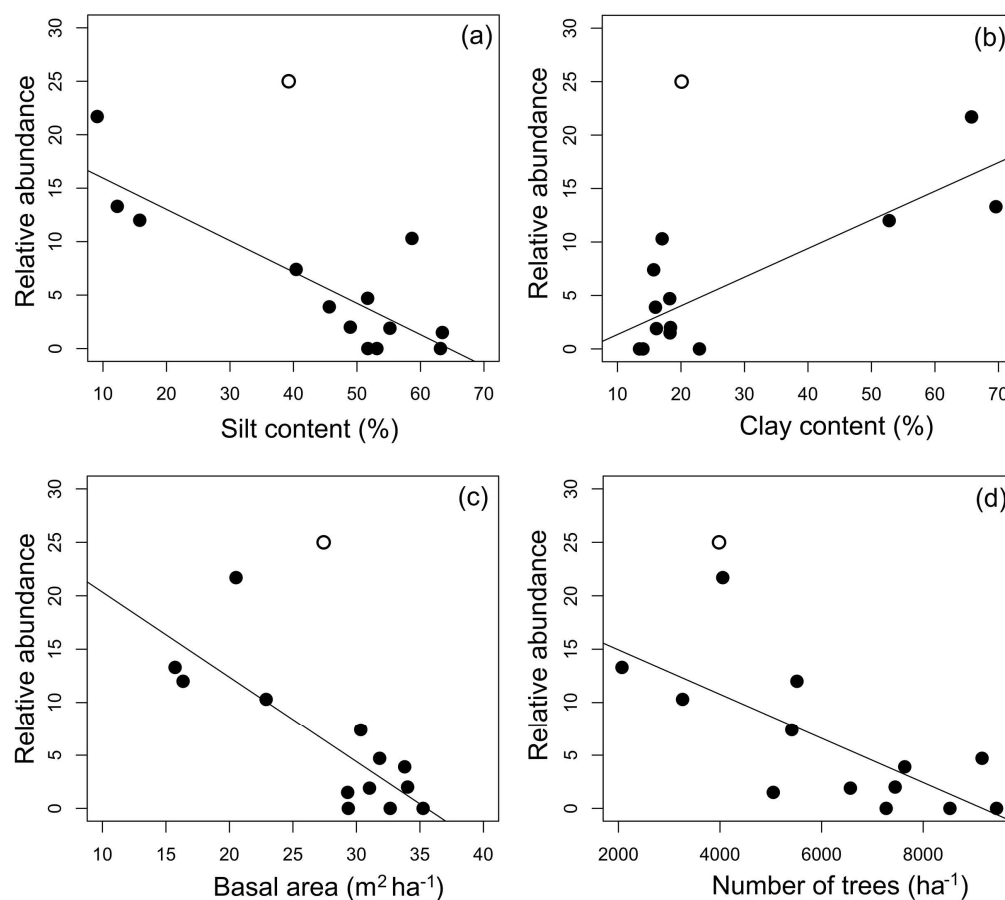 (a)
Relative abundance
0 5 10 15 20 25 30
10 20 30 40 50 60 70
Silt content (%)
(b)
Relative abundance
0 5 10 15 20 25 30
10 20 30 40 50 60 70
Clay content (%)
(c)
Relative abundance
0 5 10 15 20 25 30
10 15 20 25 30 35 40
Basal area (m² ha⁻¹)
(d)
Relative abundance
0 5 10 15 20 25 30
2000 4000 6000 8000
Number of trees (ha⁻¹)